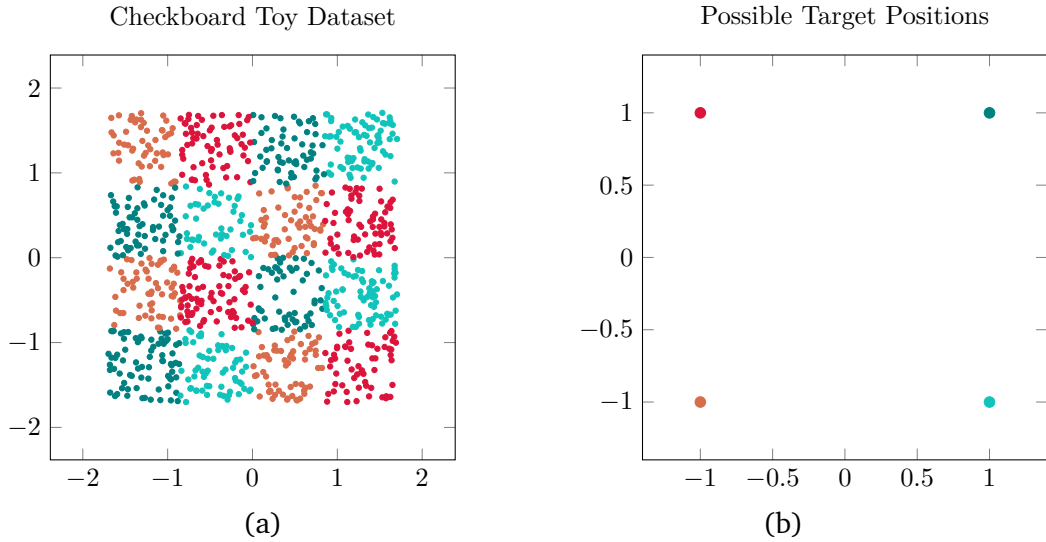 Checkboard Toy Dataset
2
1
0
−1
−2
−2 −1 0 1 2
(a)
Possible Target Positions
1
0.5
0
−0.5
−1
−1 −0.5 0 0.5 1
(b)